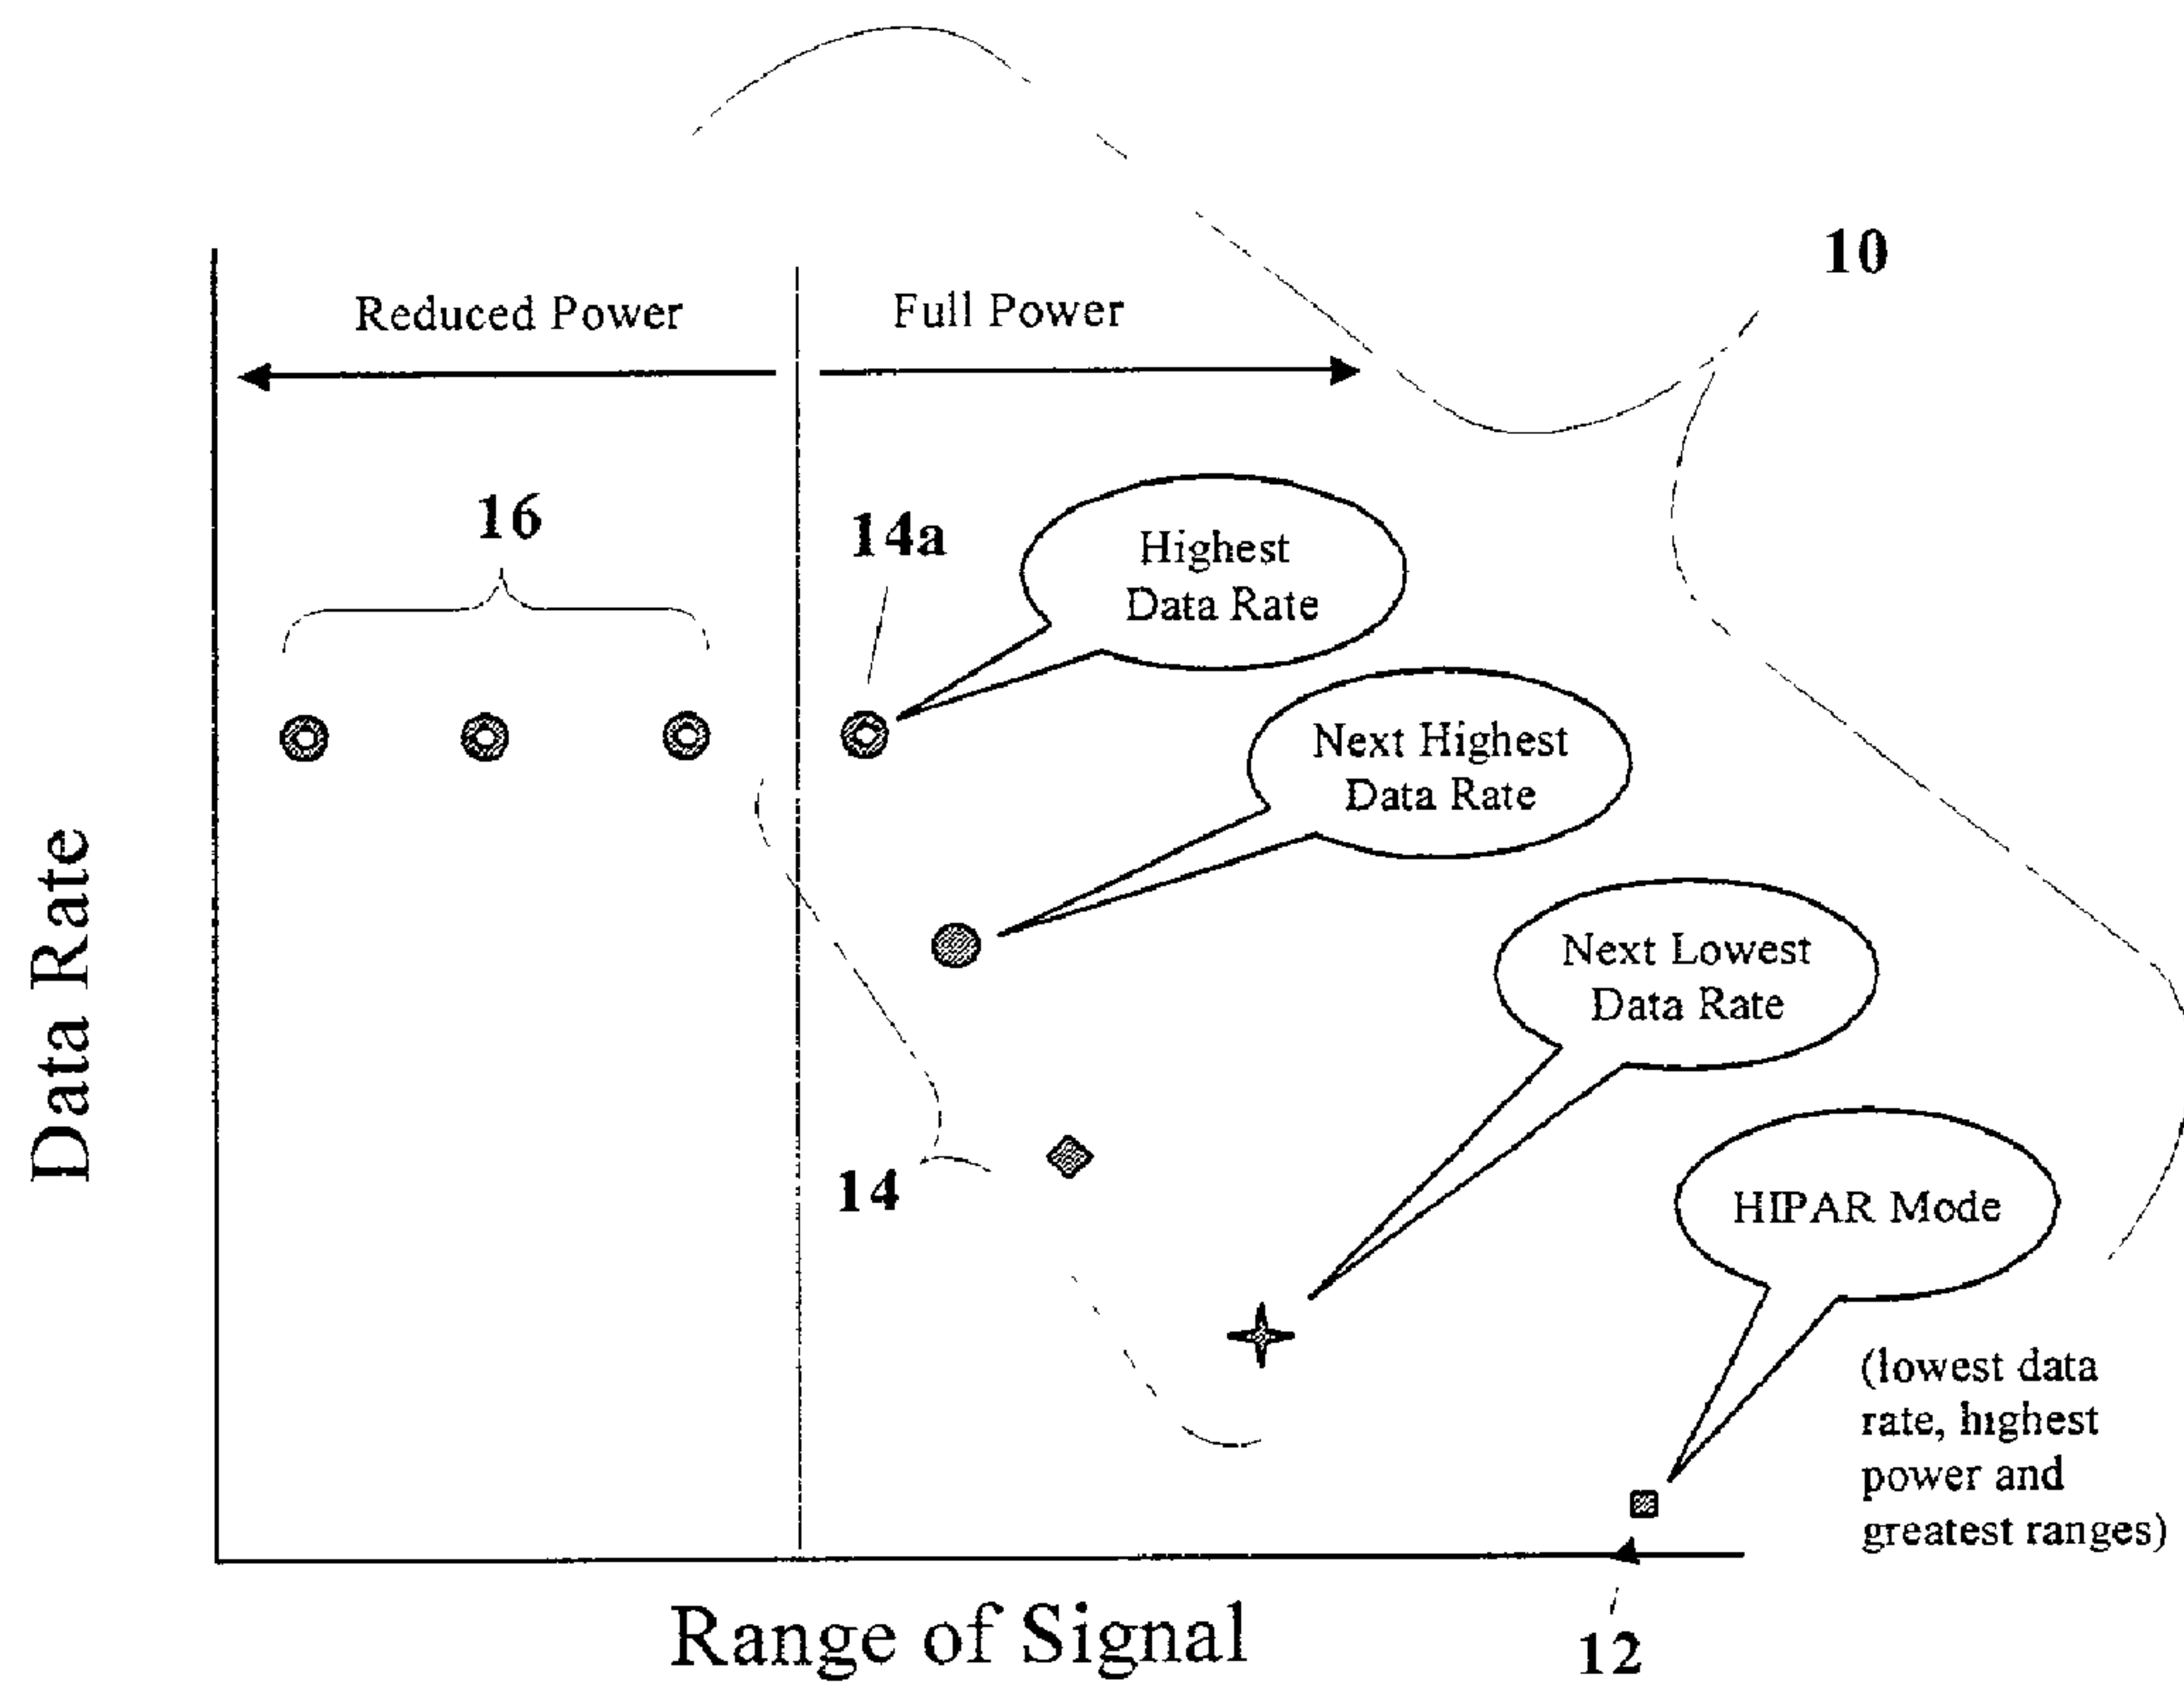 10
Reduced Power
Full Power
16
14a
Highest
Data Rate
Next Highest
Data Rate
Next Lowest
Data Rate
14
HIPAR Mode
(lowest data
rate, highest
power and
greatest ranges)
12
Data Rate
Range of Signal